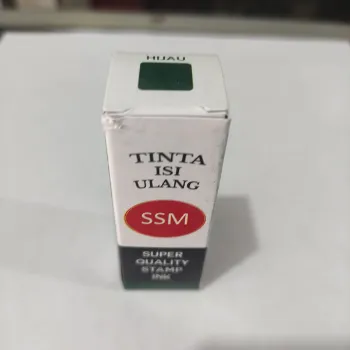 HIJAU
TINTA
ISI
ULANG
SSM
SUPER
QUALITY
STAMP
INK